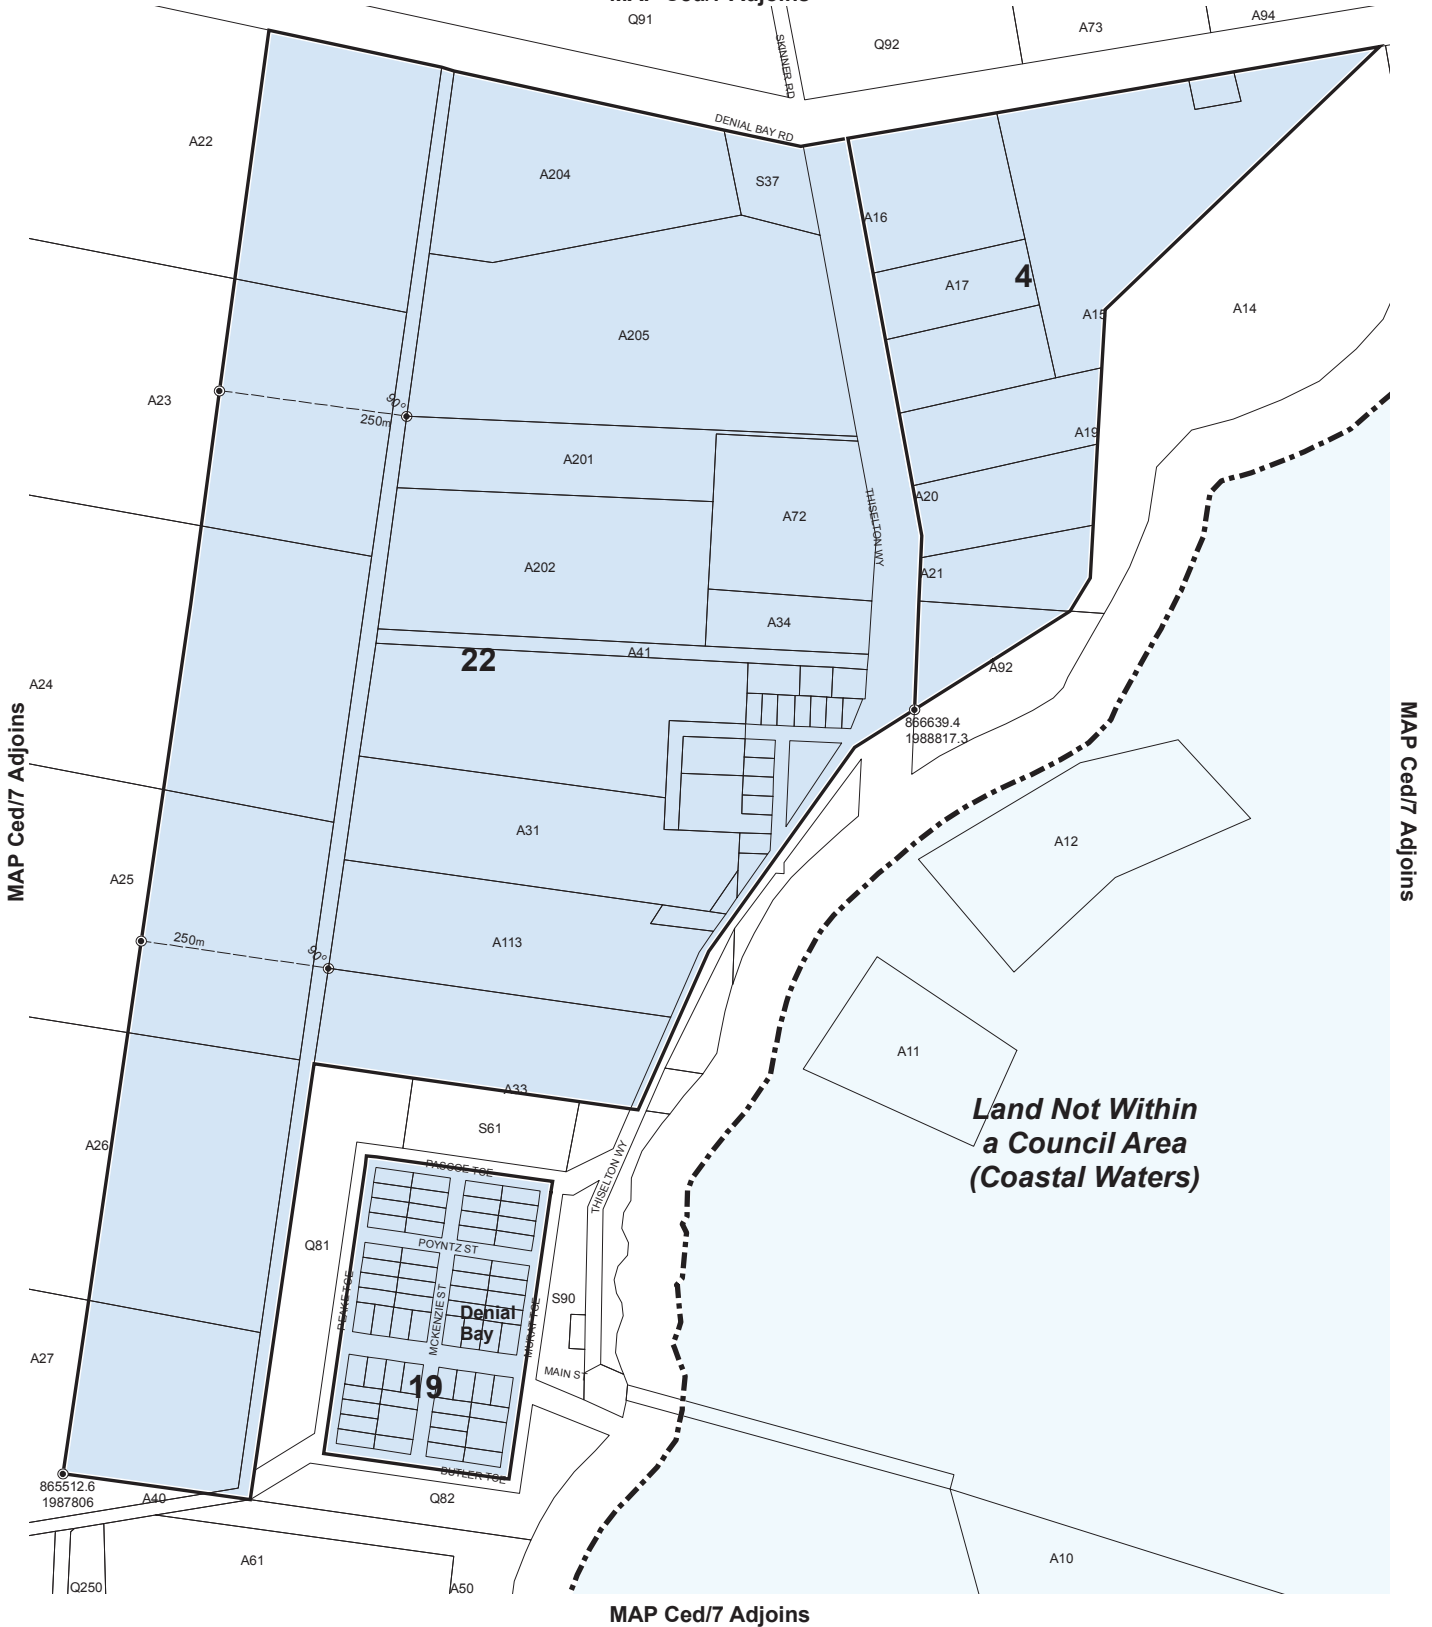 MAP Ced/7 Adjoins
Q91
SKINNER RD
Q92
A73
A94
DENIAL BAY RD
A22
A204
S37
A16
4
A17
A15
A14
A205
A23
90°
250m
A201
A19
A20
THISELTON WY
A72
A202
A21
A34
A41
22
A92
A24
866639.4
1988817.3
MAP Ced/7 Adjoins
MAP Ced/7 Adjoins
A31
A12
A25
250m
90°
A113
A11
A33
Land Not Within
a Council Area
(Coastal Waters)
S61
A26
PASCOE TCE
THISELTON WY
Q81
POYNTZ ST
PEAKE TCE
MCKENZIE ST
Denial
Bay
MURAT TCE
S90
A27
MAIN ST
19
BUTLER TCE
865512.6
1987806
A40
Q82
A61
A10
Q250
A50
MAP Ced/7 Adjoins